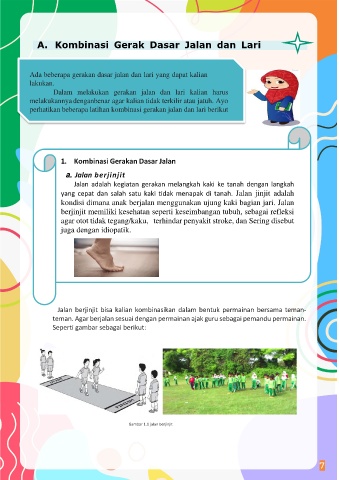 A. Kombinasi Gerak Dasar Jalan dan Lari
Ada beberapa gerakan dasar jalan dan lari yang dapat kalian
lakukan.
Dalam melakukan gerakan jalan dan lari kalian harus
melakukannya denganbenar agar kalian tidak terkilir atau jatuh. Ayo
perhatikan beberapa latihan kombinasi gerakan jalan dan lari berikut
1. Kombinasi Gerakan Dasar Jalan
a. Jalan berjinjit
Jalan adalah kegiatan gerakan melangkah kaki ke tanah dengan langkah
yang cepat dan salah satu kaki tidak menapak di tanah. Jalan jinjit adalah
kondisi dimana anak berjalan menggunakan ujung kaki bagian jari. Jalan
berjinjit memiliki kesehatan seperti keseimbangan tubuh, sebagai refleksi
agar otot tidak tegang/kaku, terhindar penyakit stroke, dan Sering disebut
juga dengan idiopatik.
Jalan berjinjit bisa kalian kombinasikan dalam bentuk permainan bersama teman-
teman. Agar berjalan sesuai dengan permainan ajak guru sebagai pemandu permainan.
Seperti gambar sebagai berikut:
Gambar 1.1 jalan berjinjit
7